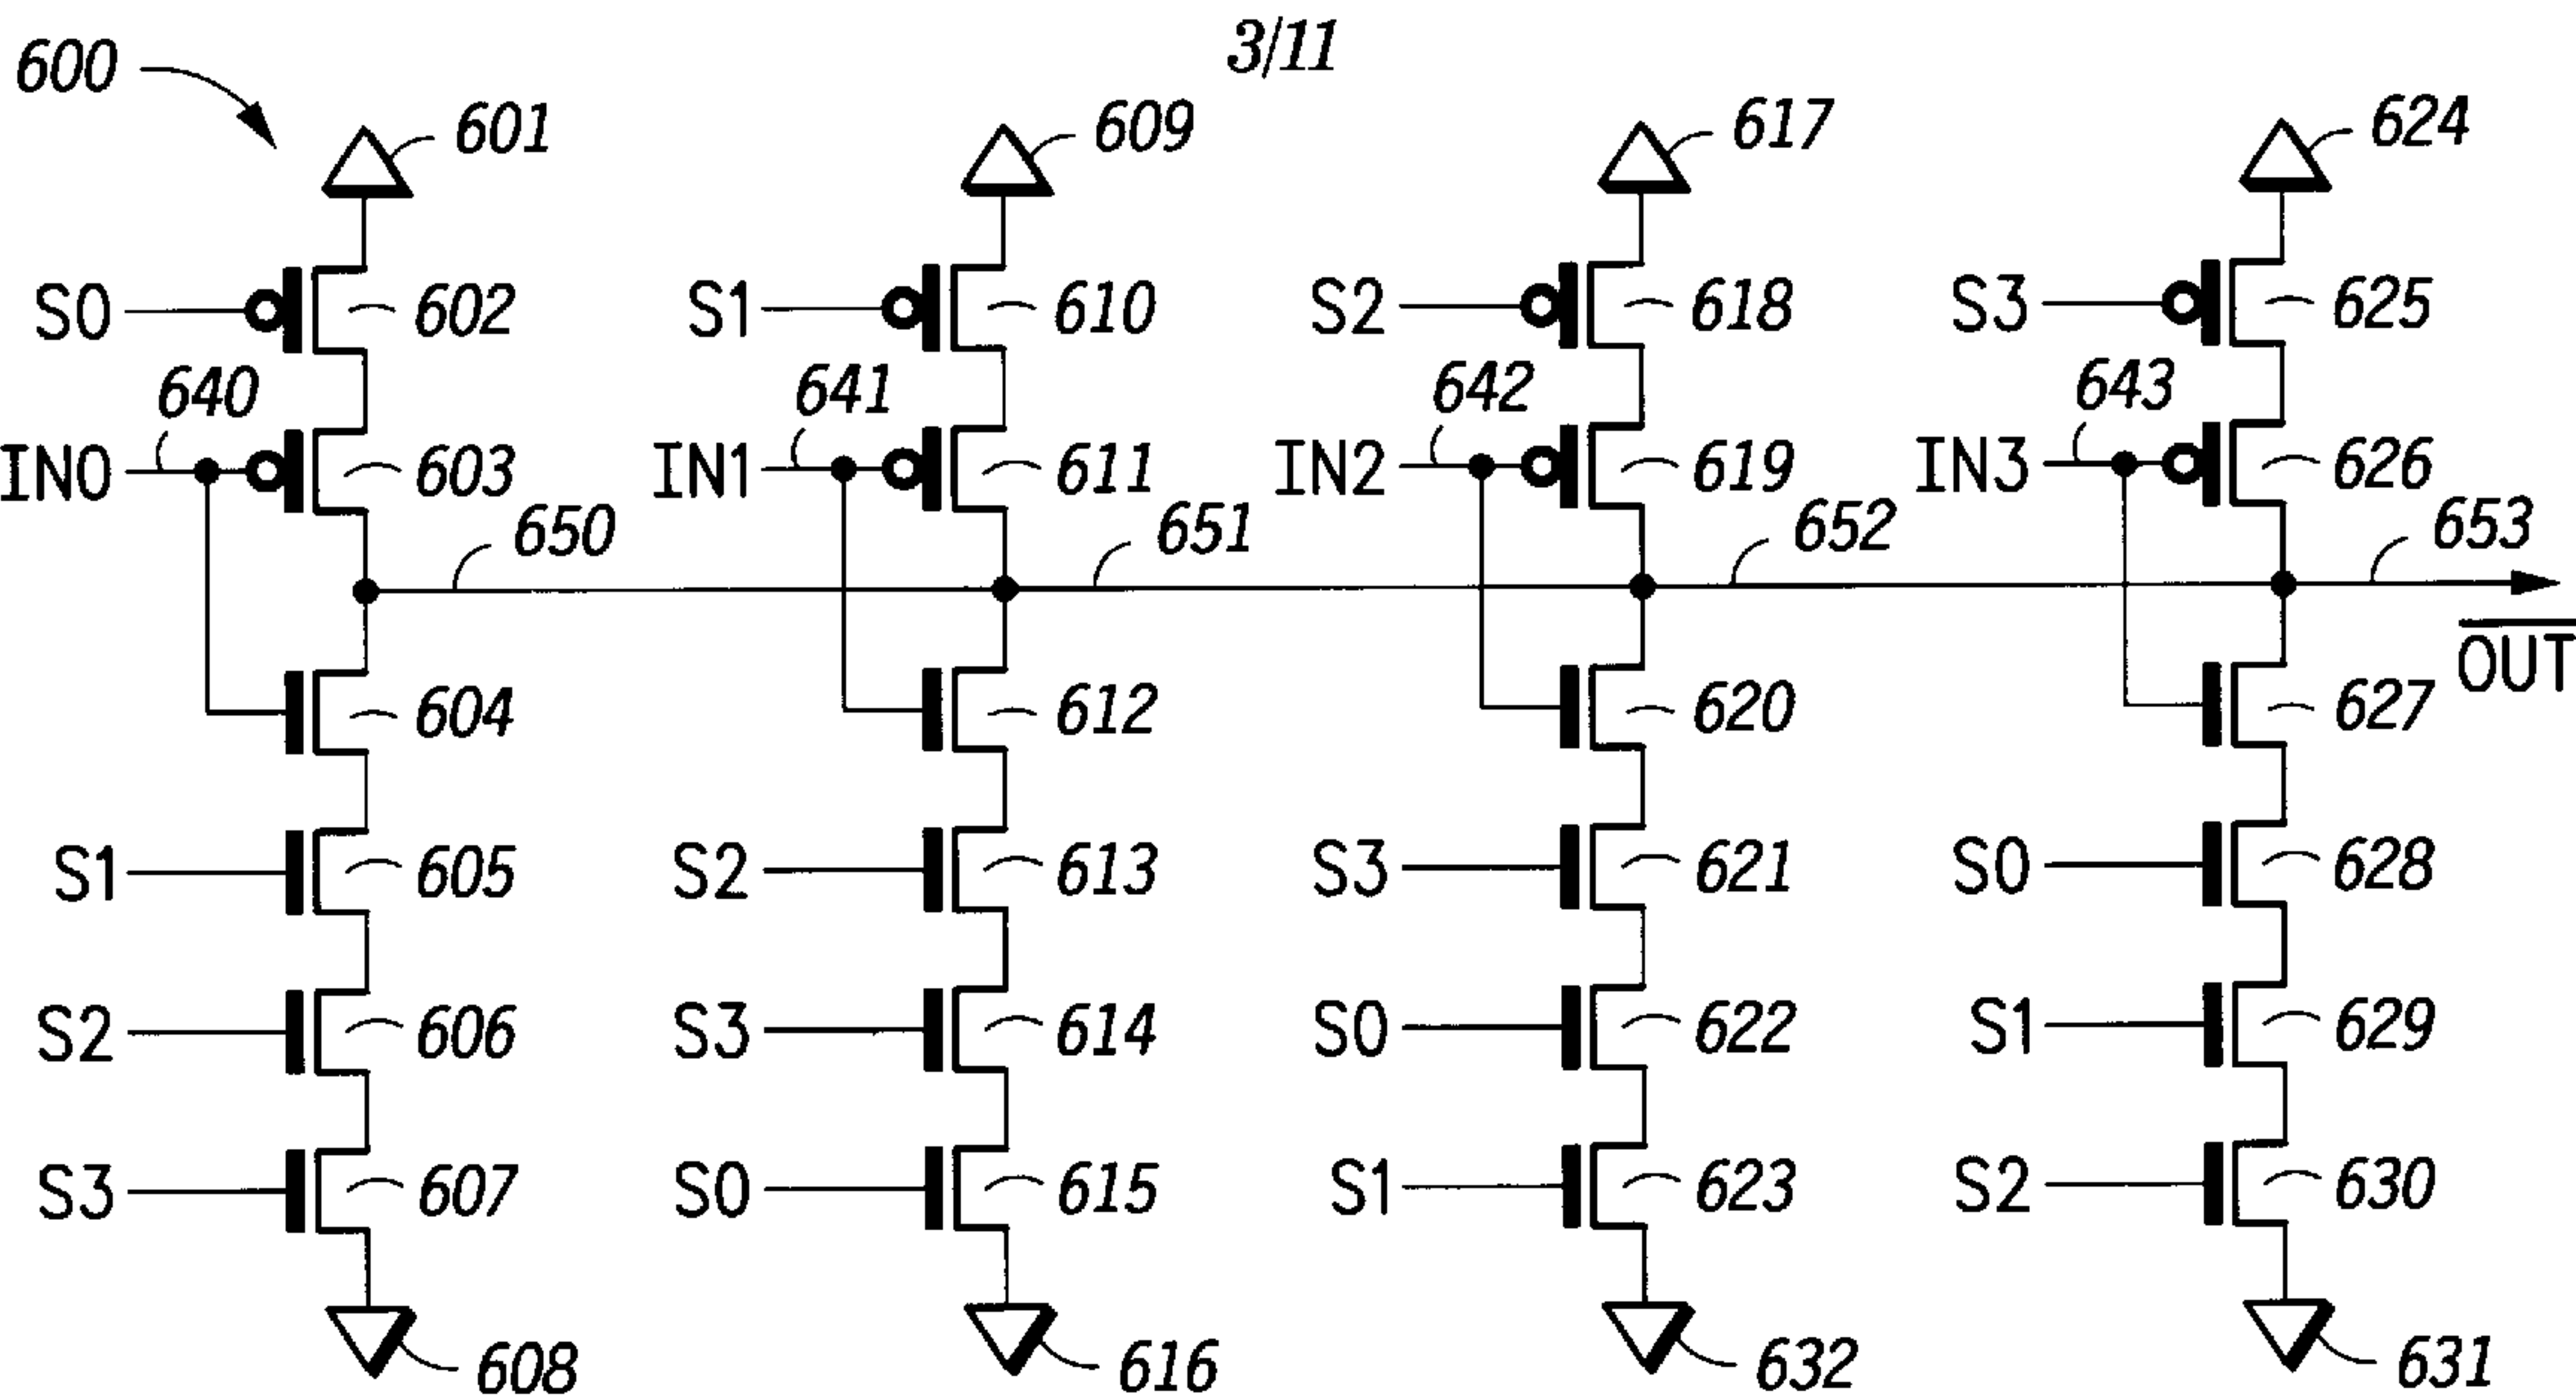 3/11
600
601 609 617 624
S0 602 S1 610 S2 618 S3 625
640 641 642 643
IN0 603 IN1 611 IN2 619 IN3 626
650 651 652 653
OUT
604 612 620 627
S1 605 S2 613 S3 621 S0 628
S2 606 S3 614 S0 622 S1 629
S3 607 S0 615 S1 623 S2 630
608 616 632 631